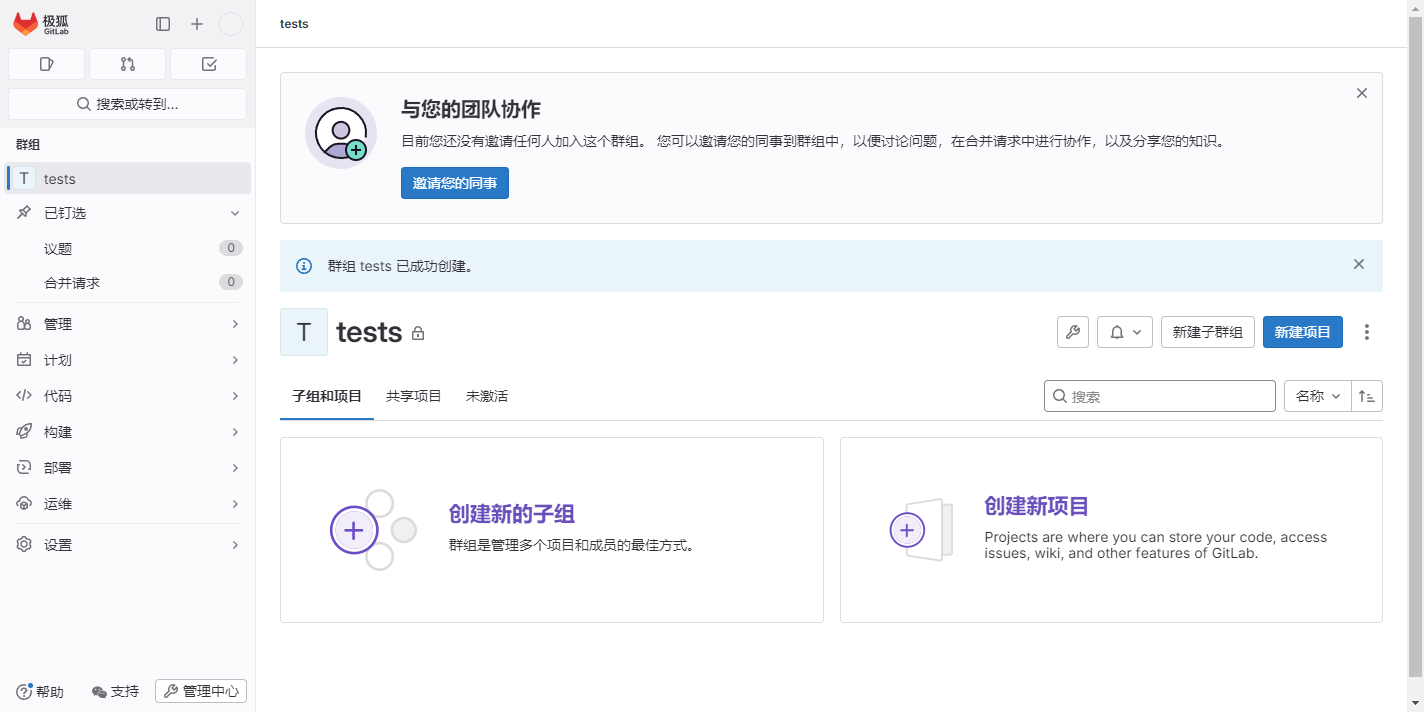 极狐
GitLab
搜索或转到...
群组
T tests
已钉选
议题 0
合并请求 0
管理
计划
代码
构建
部署
运维
设置
帮助
支持
管理中心
tests
与您的团队协作
目前您还没有邀请任何人加入这个群组。 您可以邀请您的同事到群组中，以便讨论问题，在合并请求中进行协作，以及分享您的知识。
邀请您的同事
群组 tests 已成功创建。
T tests
新建子群组
新建项目
子组和项目
共享项目
未激活
搜索
名称
创建新的子组
群组是管理多个项目和成员的最佳方式。
创建新项目
Projects are where you can store your code, access
issues, wiki, and other features of GitLab.